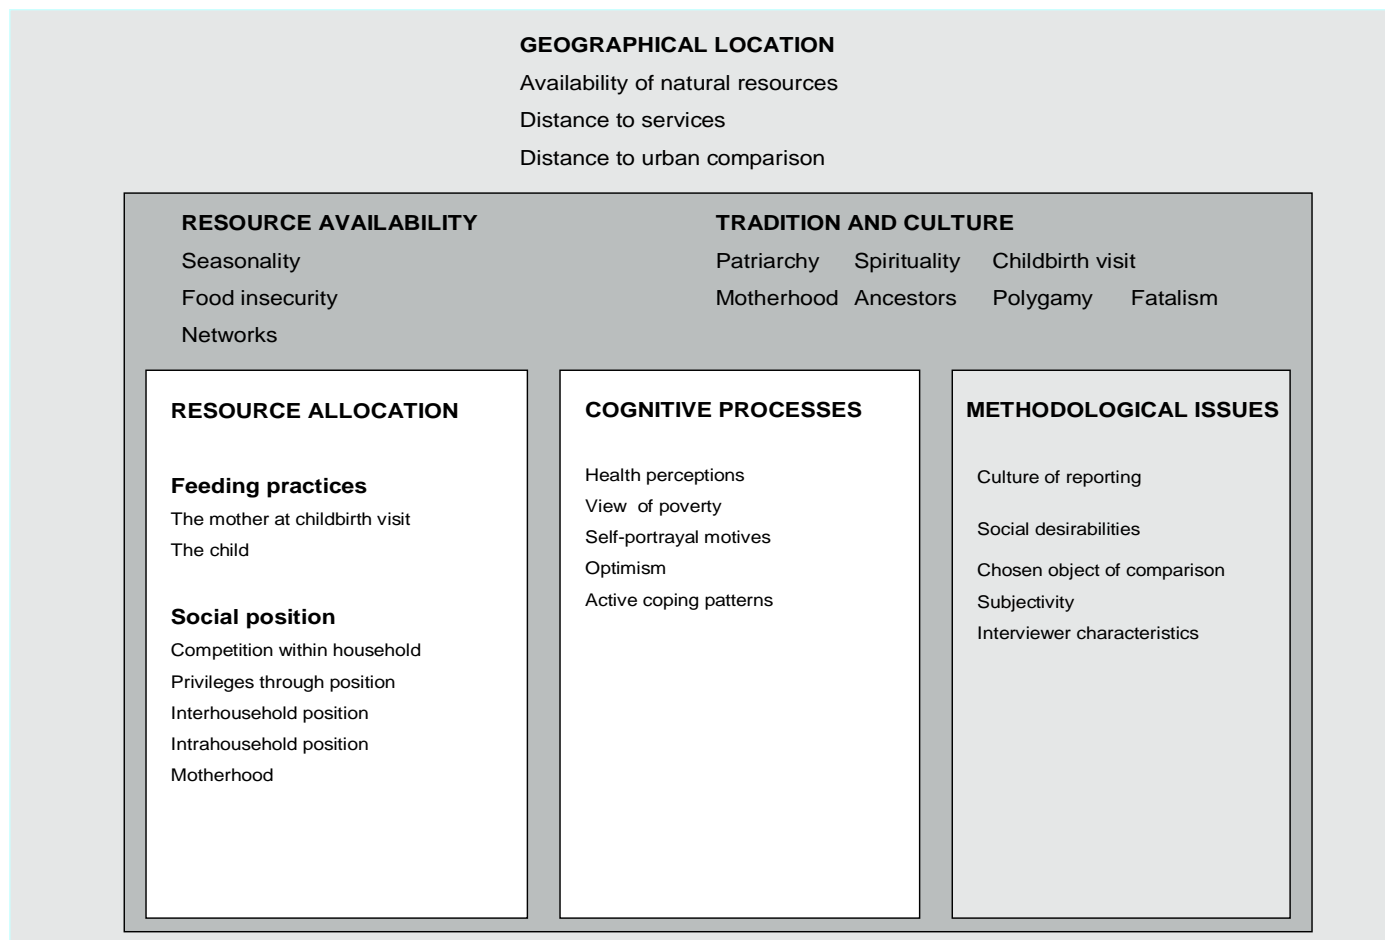 GEOGRAPHICAL LOCATION
Availability of natural resources
Distance to services
Distance to urban comparison
RESOURCE AVAILABILITY
Seasonality
Food insecurity
Networks
TRADITION AND CULTURE
Patriarchy Spirituality Childbirth visit
Motherhood Ancestors Polygamy Fatalism
RESOURCE ALLOCATION
Feeding practices
The mother at childbirth visit
The child
Social position
Competition within household
Privileges through position
Interhousehold position
Intrahousehold position
Motherhood
COGNITIVE PROCESSES
Health perceptions
View of poverty
Self-portrayal motives
Optimism
Active coping patterns
METHODOLOGICAL ISSUES
Culture of reporting
Social desirabilities
Chosen object of comparison
Subjectivity
Interviewer characteristics